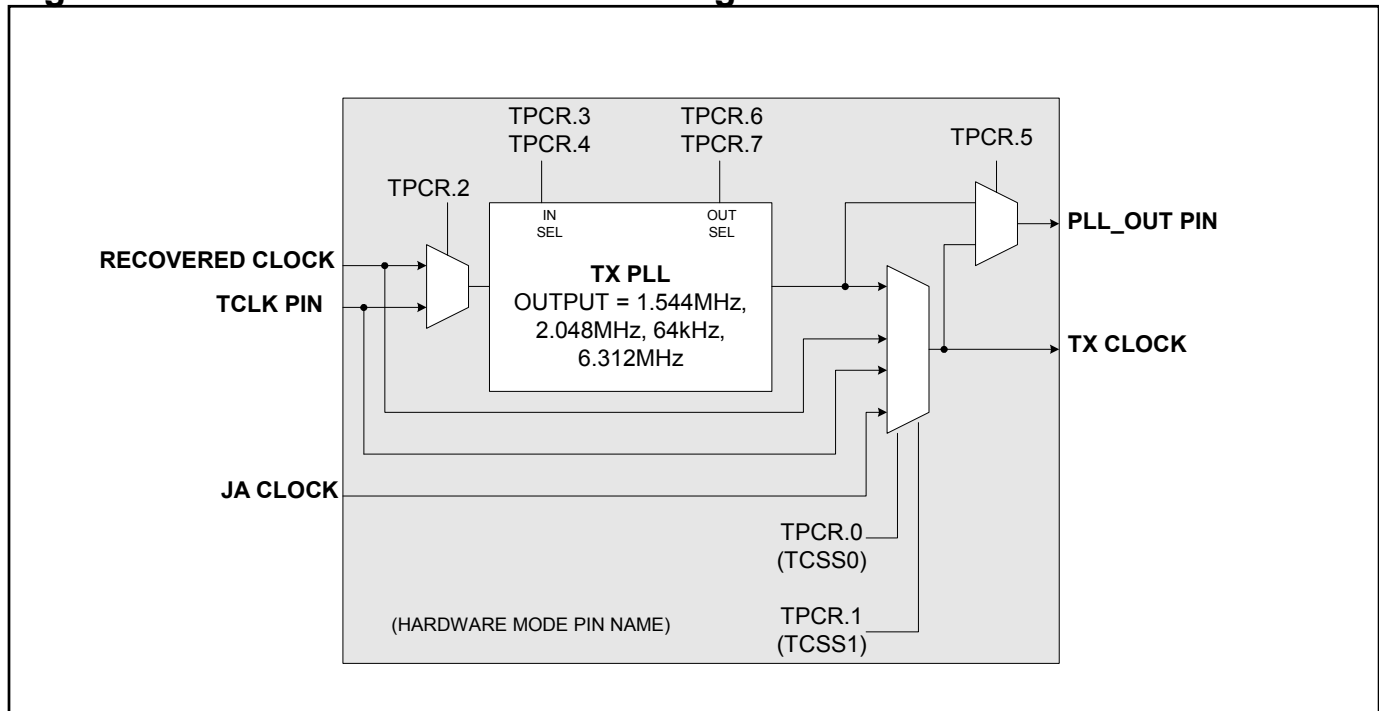 TPCR.3
TPCR.4
TPCR.6
TPCR.7
TPCR.5
TPCR.2
IN
SEL
OUT
SEL
PLL_OUT PIN
RECOVERED CLOCK
TCLK PIN
TX PLL
OUTPUT = 1.544MHz,
2.048MHz, 64kHz,
6.312MHz
TX CLOCK
JA CLOCK
TPCR.0
(TCSS0)
TPCR.1
(TCSS1)
(HARDWARE MODE PIN NAME)